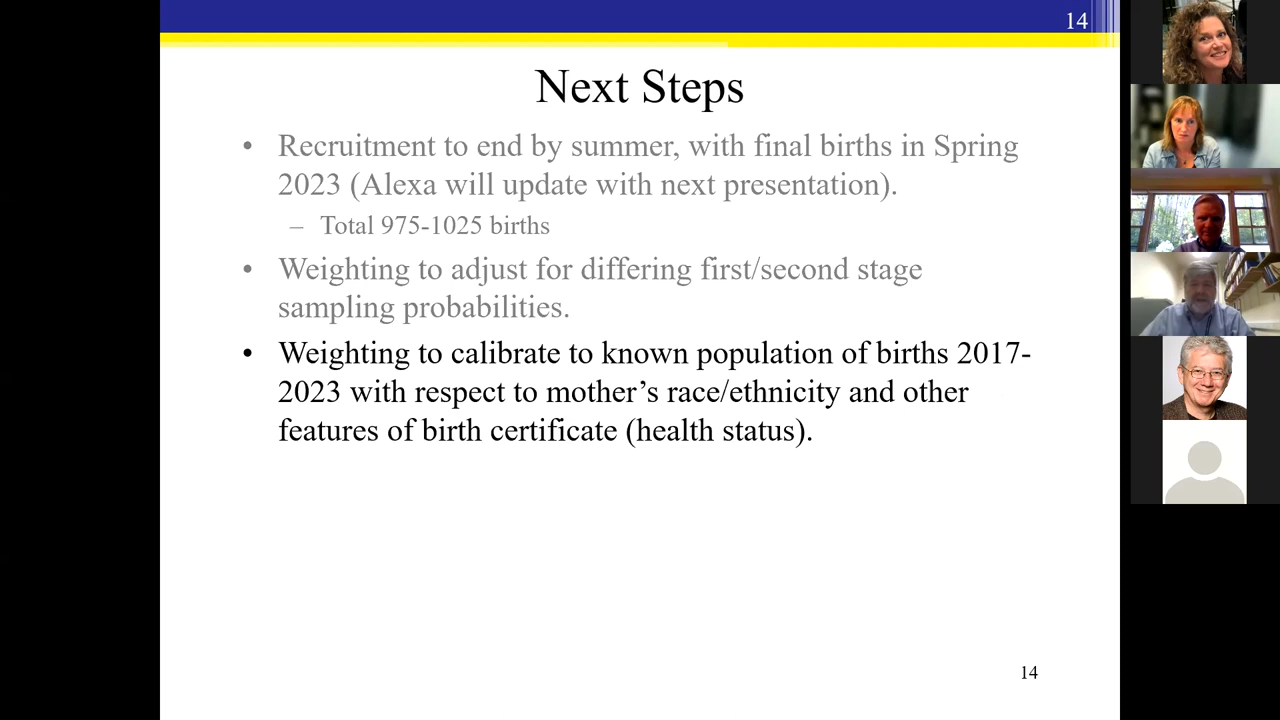 14
Next Steps
• Recruitment to end by summer, with final births in Spring
2023 (Alexa will update with next presentation).
– Total 975-1025 births
• Weighting to adjust for differing first/second stage
sampling probabilities.
• Weighting to calibrate to known population of births 2017-
2023 with respect to mother’s race/ethnicity and other
features of birth certificate (health status).
14